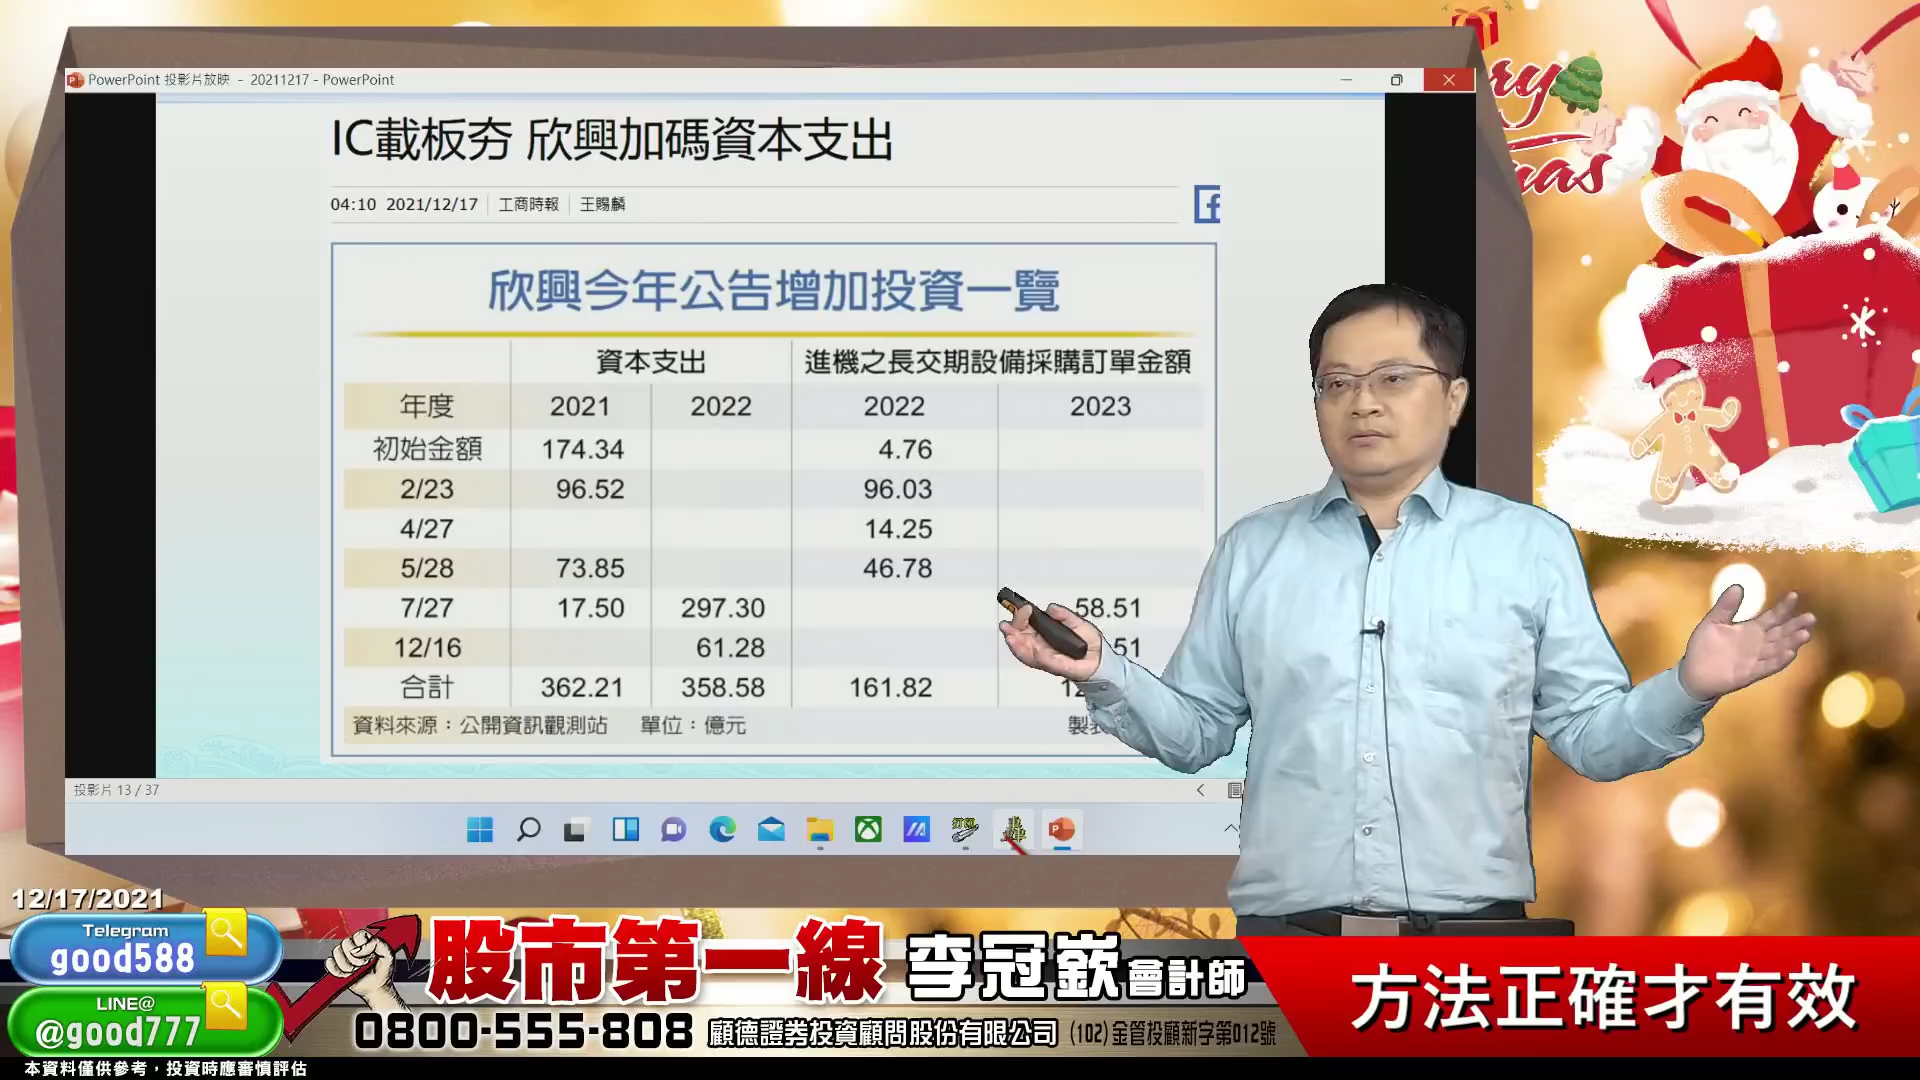 PowerPoint 投影片放映 - 20211217 - PowerPoint
IC載板夯 欣興加碼資本支出
04:10 2021/12/17 工商時報 王賜麟
欣興今年公告增加投資一覽
資本支出 進機之長交期設備採購訂單金額
年度 2021 2022 2022 2023
初始金額 174.34 4.76
2/23 96.52 96.03
4/27 14.25
5/28 73.85 46.78
7/27 17.50 297.30 58.51
12/16 61.28 51
合計 362.21 358.58 161.82
資料來源：公開資訊觀測站 單位：億元
投影片 13 / 37
12/17/2021
Telegram
good588
LINE@
@good777
股市第一線 李冠嶔 會計師
0800-555-808 顧德證券投資顧問股份有限公司 (102)金管投顧新字第012號
方法正確才有效
本資料僅供參考，投資時應審慎評估